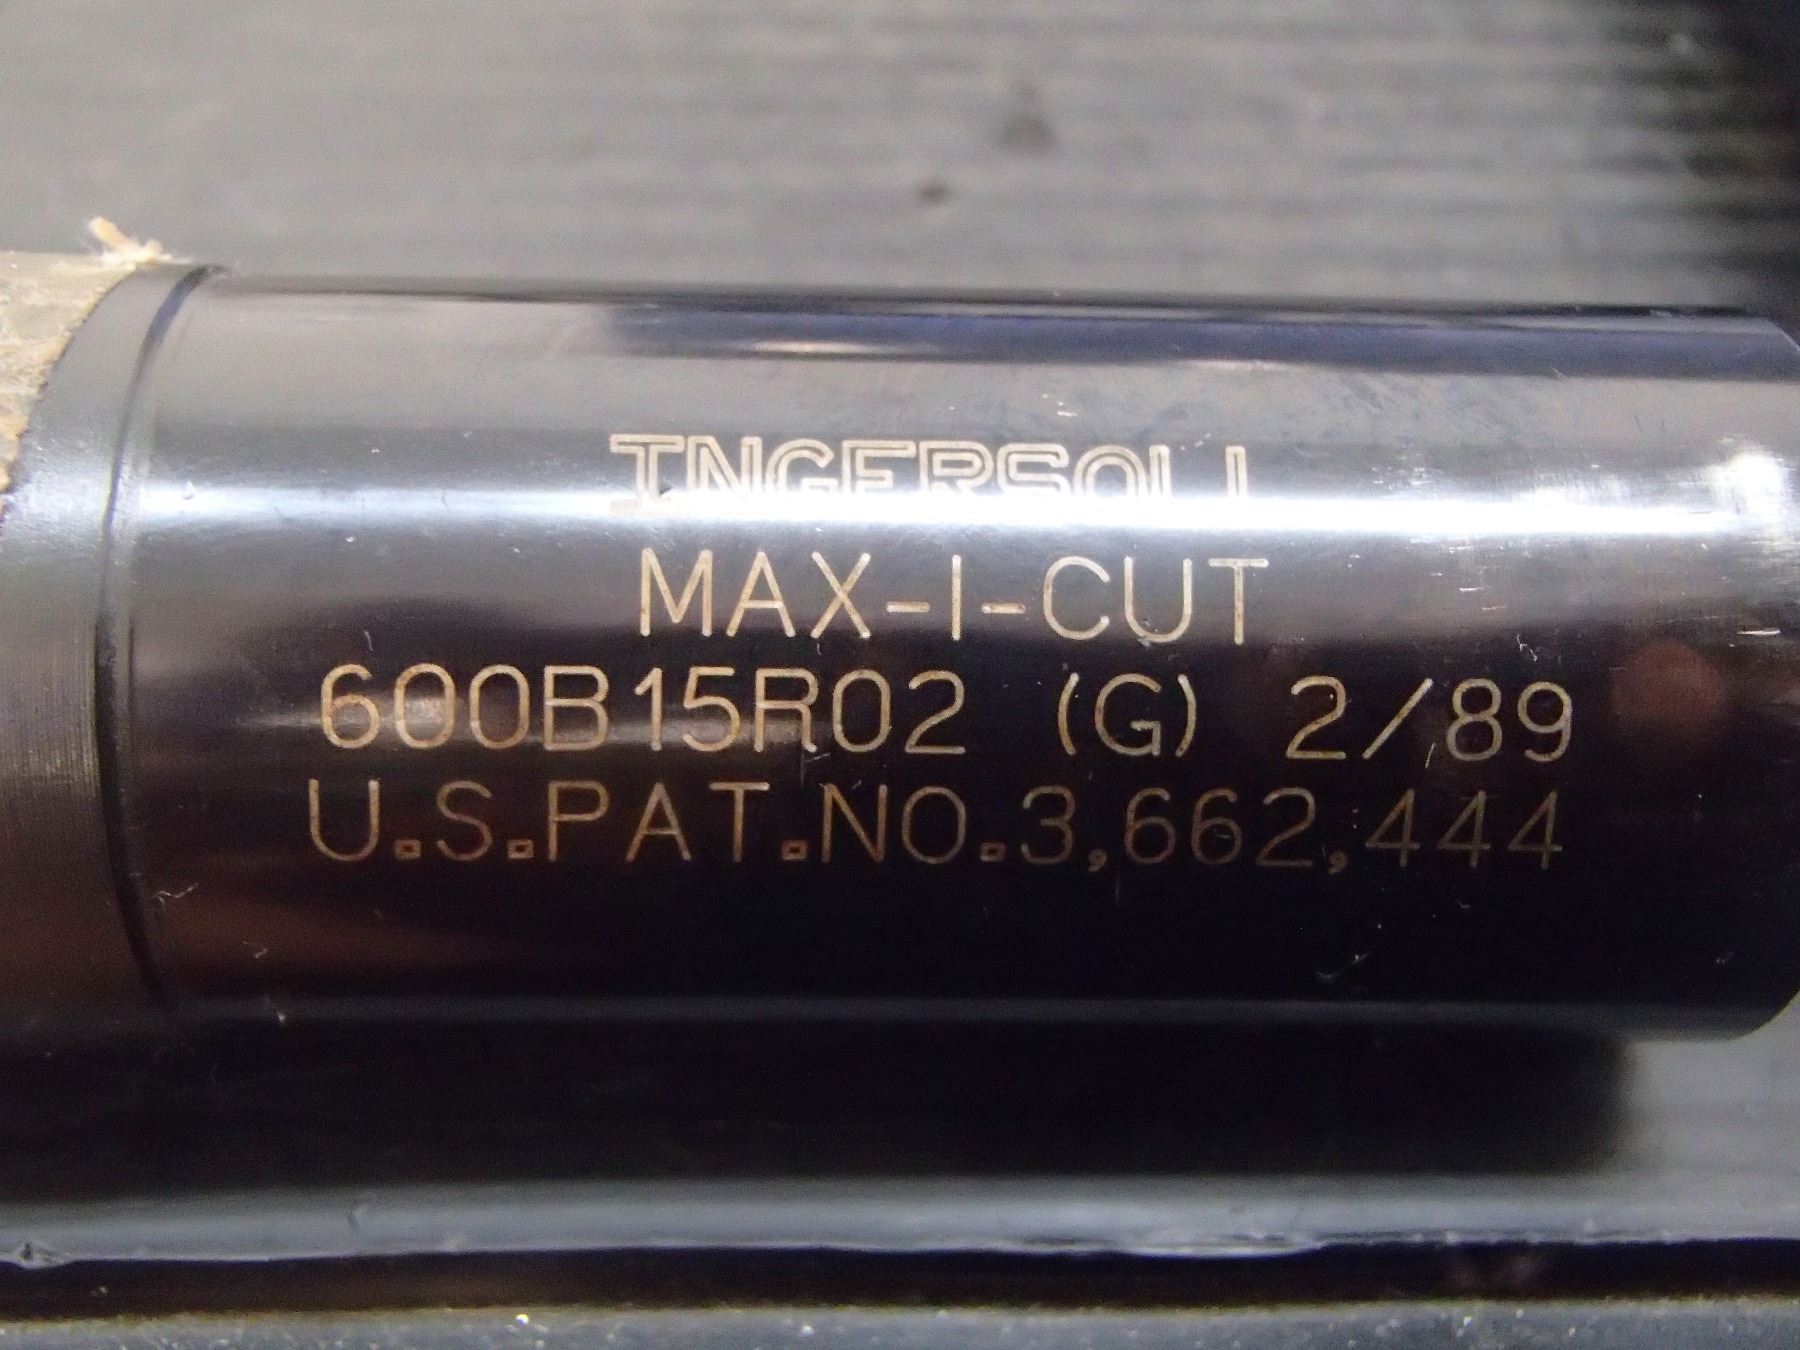 INGERSOLL
MAX-I-CUT
600B15R02 (G) 2/89
U.S.PAT.NO.3,662,444